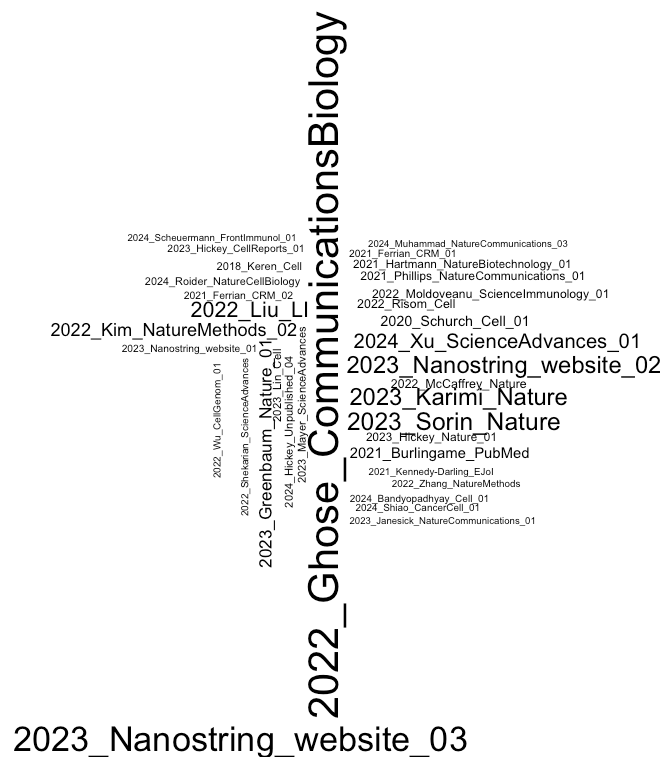 2022_Ghose_CommunicationsBiology
2024_Scheuermann_FrontImmunol_01
2023_Hickey_CellReports_01
2018_Keren_Cell
2024_Roider_NatureCellBiology
2021_Ferrian_CRM_02
2022_Liu_LI
2022_Kim_NatureMethods_02
2023_Nanostring_website_01
2022_Wu_CellGenom_01
2022_Shekarian_ScienceAdvances
2023_Greenbaum_Nature_01
2023_Lin_Cell
2024_Hickey_Unpublished_04
2023_Mayer_ScienceAdvances
2024_Muhammad_NatureCommunications_03
2021_Ferrian_CRM_01
2021_Hartmann_NatureBiotechnology_01
2021_Phillips_NatureCommunications_01
2022_Moldoveanu_ScienceImmunology_01
2022_Risom_Cell
2020_Schurch_Cell_01
2024_Xu_ScienceAdvances_01
2023_Nanostring_website_02
2022_McCaffrey_Nature
2023_Karimi_Nature
2023_Sorin_Nature
2023_Hickey_Nature_01
2021_Burlingame_PubMed
2021_Kennedy-Darling_EJoI
2022_Zhang_NatureMethods
2024_Bandyopadhyay_Cell_01
2024_Shiao_CancerCell_01
2023_Janesick_NatureCommunications_01
2023_Nanostring_website_03